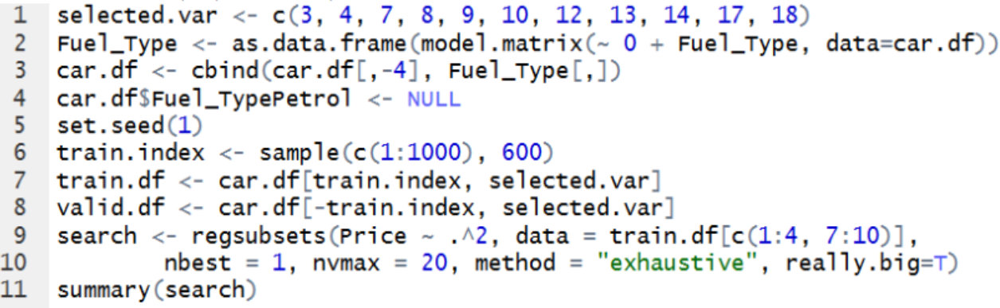 1 selected.var <- c(3, 4, 7, 8, 9, 10, 12, 13, 14, 17, 18)
2 Fuel_Type <- as.data.frame(model.matrix(~ 0 + Fuel_Type, data=car.df))
3 car.df <- cbind(car.df[,-4], Fuel_Type[,])
4 car.df$Fuel_TypePetrol <- NULL
5 set.seed(1)
6 train.index <- sample(c(1:1000), 600)
7 train.df <- car.df[train.index, selected.var]
8 valid.df <- car.df[-train.index, selected.var]
9 search <- regsubsets(Price ~ .^2, data = train.df[c(1:4, 7:10)],
10 nbest = 1, nvmax = 20, method = "exhaustive", really.big=T)
11 summary(search)